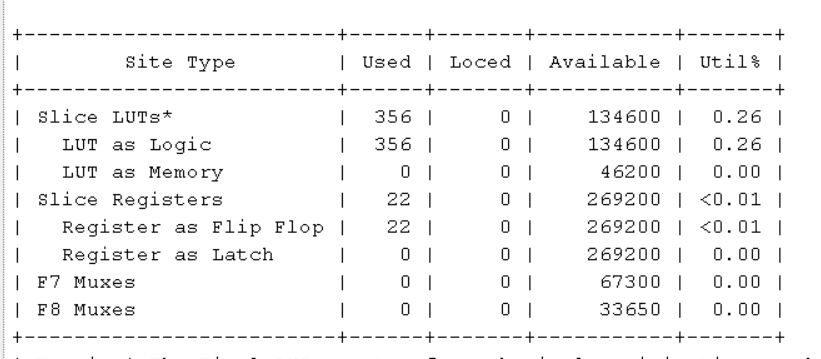 +-------------------------+------+-------+-----------+-------+
|        Site Type        | Used | Loced | Available | Util% |
+-------------------------+------+-------+-----------+-------+
| Slice LUTs*             |  356 |     0 |    134600 |  0.26 |
|   LUT as Logic          |  356 |     0 |    134600 |  0.26 |
|   LUT as Memory         |    0 |     0 |     46200 |  0.00 |
| Slice Registers         |   22 |     0 |    269200 | <0.01 |
|   Register as Flip Flop |   22 |     0 |    269200 | <0.01 |
|   Register as Latch     |    0 |     0 |    269200 |  0.00 |
| F7 Muxes                |    0 |     0 |     67300 |  0.00 |
| F8 Muxes                |    0 |     0 |     33650 |  0.00 |
+-------------------------+------+-------+-----------+-------+